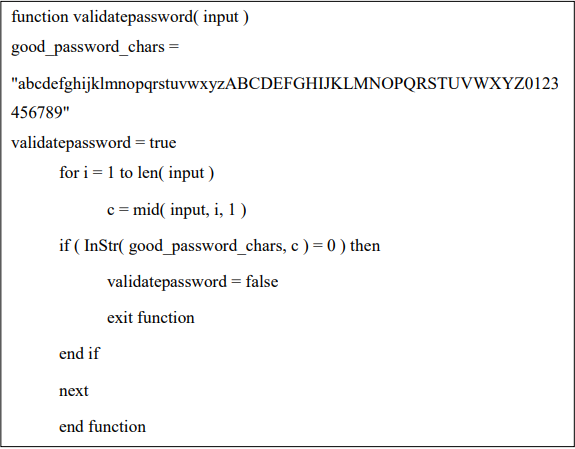 function validatepassword( input )
good_password_chars =
"abcdefghijklmnopqrstuvwxyzABCDEFGHIJKLMNOPQRSTUVWXYZ0123
456789"
validatepassword = true
for i = 1 to len( input )
c = mid( input, i, 1 )
if ( InStr( good_password_chars, c ) = 0 ) then
validatepassword = false
exit function
end if
next
end function